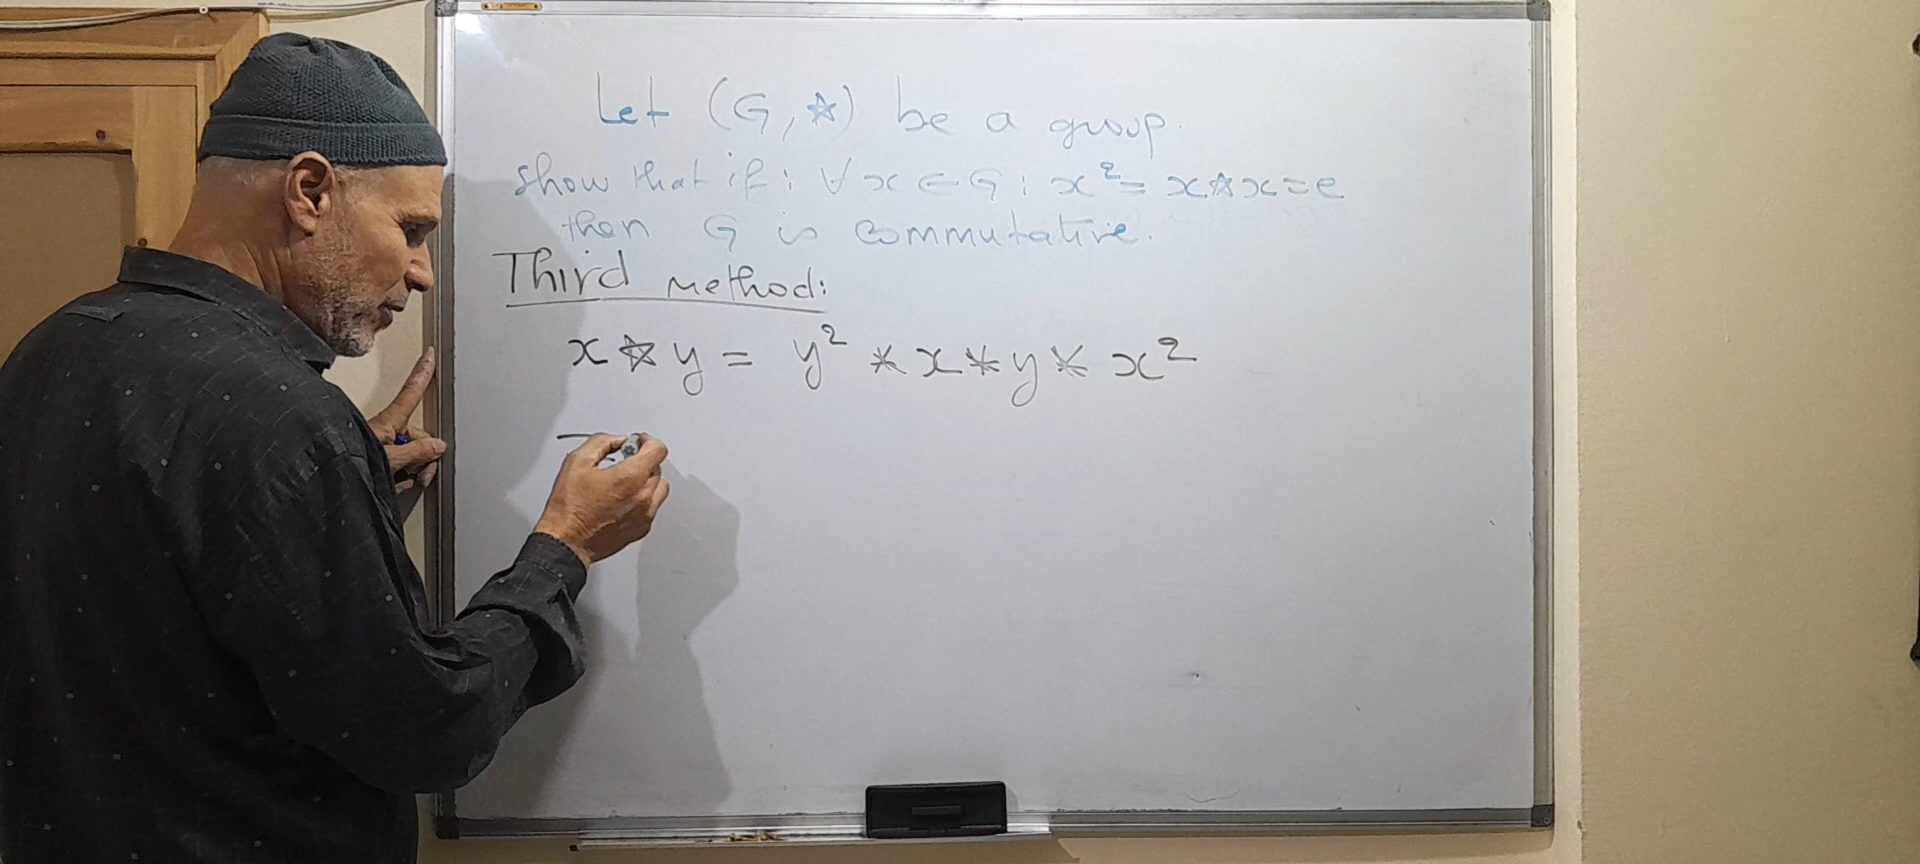 Let (G, ☆) be a group.
show that if: ∀x ∈ G: x² = x☆x = e
then G is commutative.
Third method:
x ☆ y = y² * x * y * x²